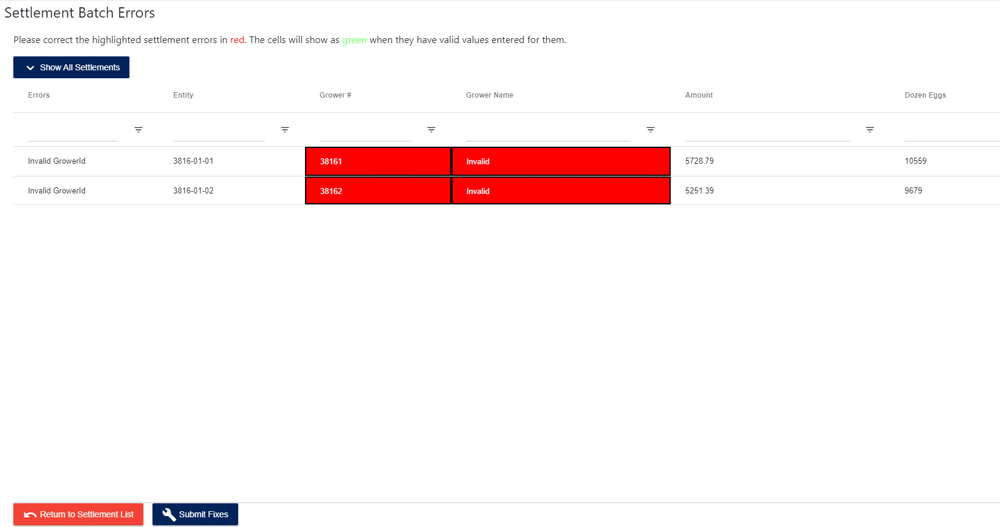 Settlement Batch Errors
Please correct the highlighted settlement errors in red. The cells will show as green when they have valid values entered for them.
Show All Settlements
Errors Entity Grower # Grower Name Amount Dozen Eggs
Invalid GrowerId 3816-01-01 38161 Invalid 5728.79 10559
Invalid GrowerId 3816-01-02 38162 Invalid 5251.39 9679
Return to Settlement List Submit Fixes